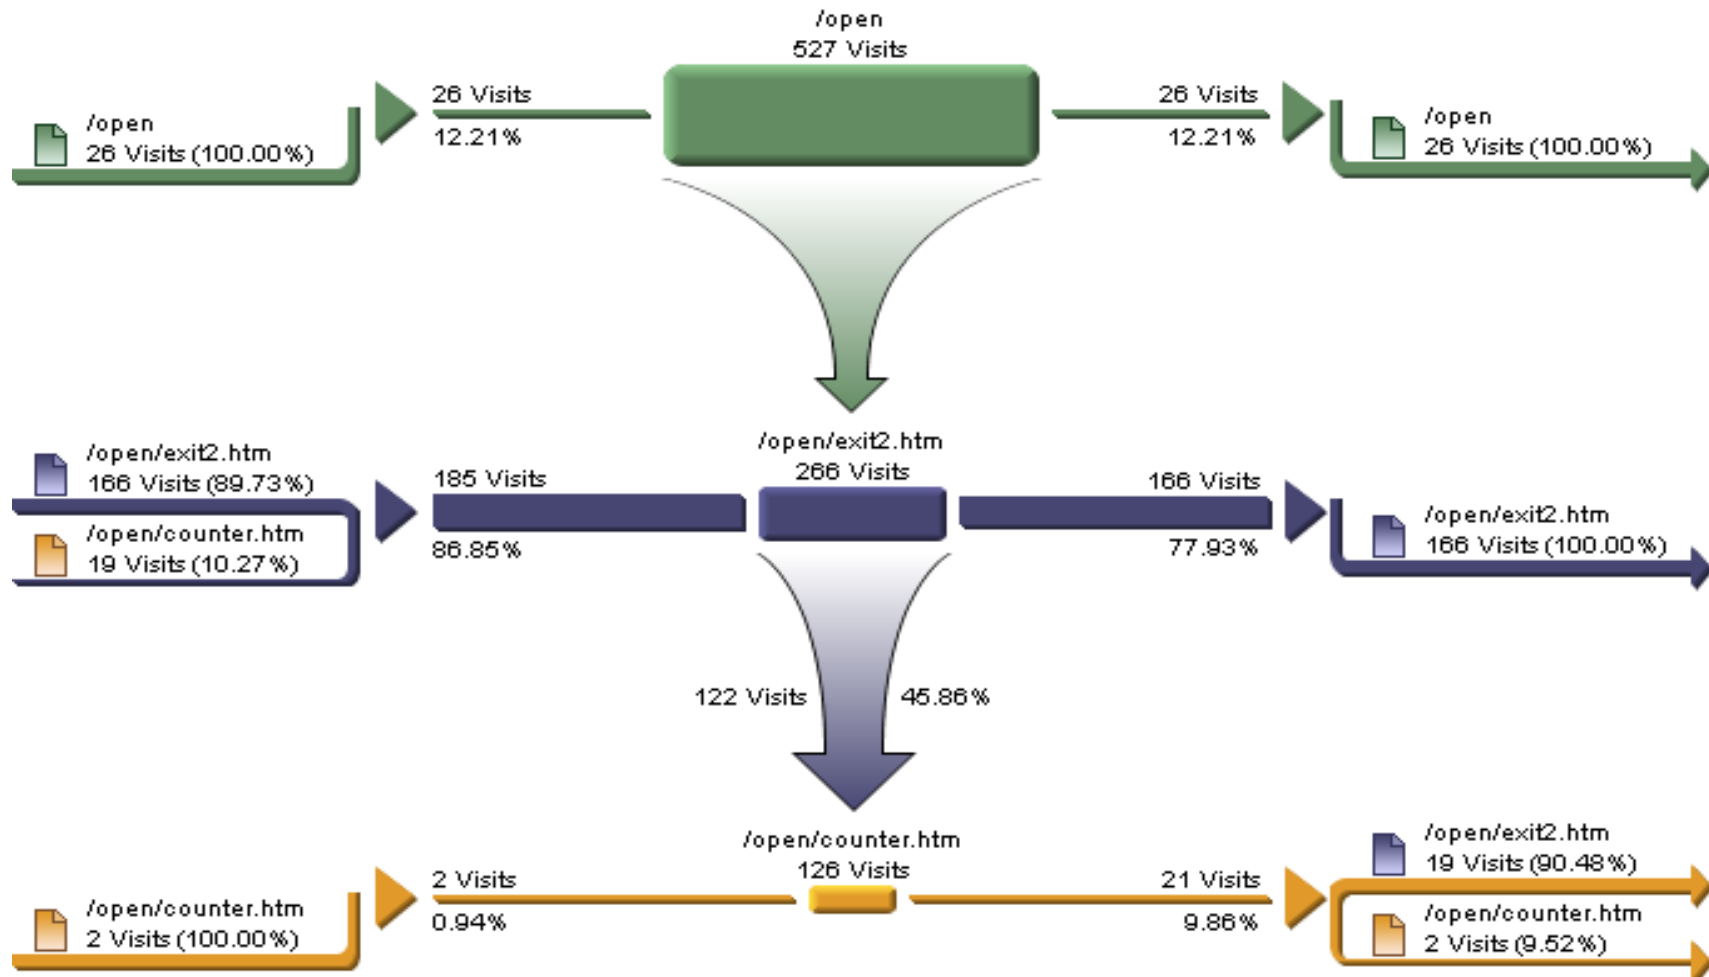 /open
527 Visits
/open
26 Visits (100.00%)
26 Visits
12.21%
26 Visits
12.21%
/open
26 Visits (100.00%)
/open/exit2.htm
266 Visits
/open/exit2.htm
166 Visits (89.73%)
/open/counter.htm
19 Visits (10.27%)
185 Visits
86.85%
166 Visits
77.93%
/open/exit2.htm
166 Visits (100.00%)
122 Visits
45.86%
/open/counter.htm
126 Visits
/open/counter.htm
2 Visits (100.00%)
2 Visits
0.94%
21 Visits
9.86%
/open/exit2.htm
19 Visits (90.48%)
/open/counter.htm
2 Visits (9.52%)